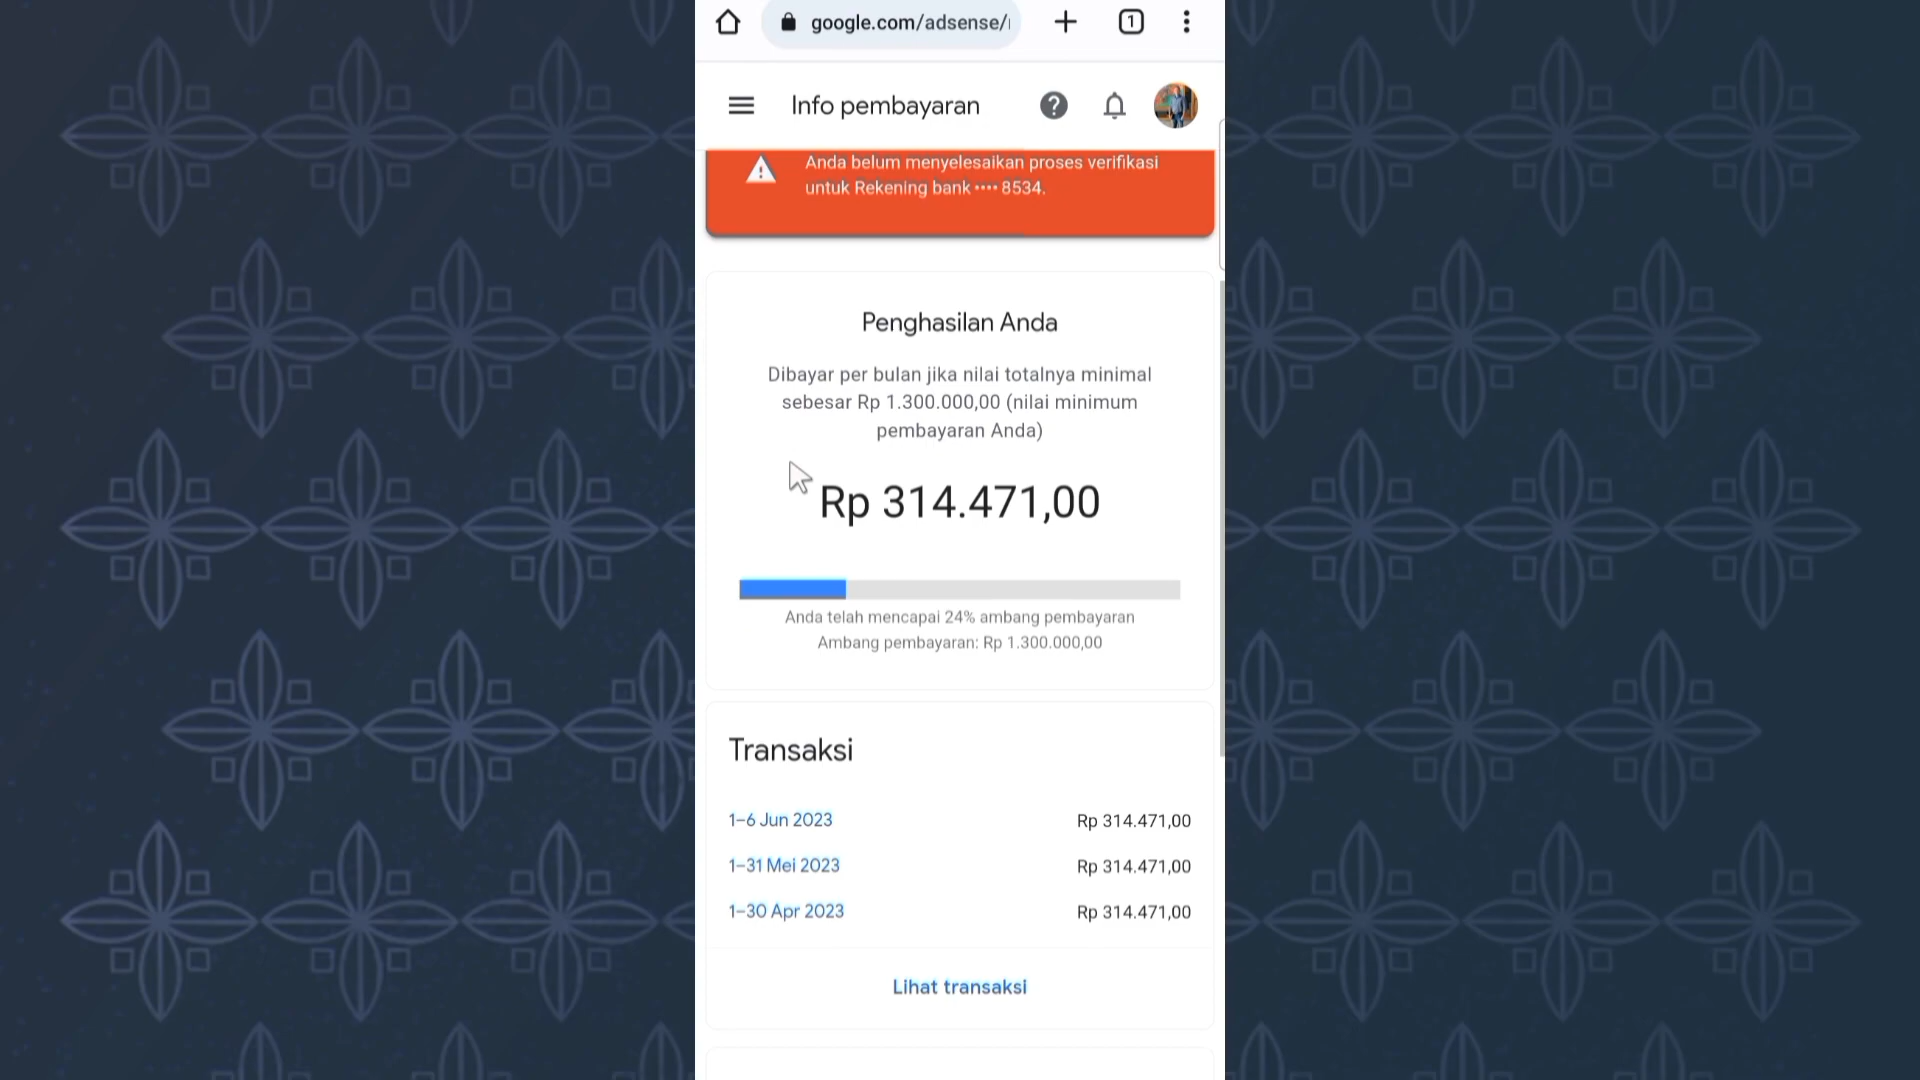 google.com/adsense/
1
Info pembayaran
Anda belum menyelesaikan proses verifikasi
untuk Rekening bank •••• 8534.
Penghasilan Anda
Dibayar per bulan jika nilai totalnya minimal
sebesar Rp 1.300.000,00 (nilai minimum
pembayaran Anda)
Rp 314.471,00
Anda telah mencapai 24% ambang pembayaran
Ambang pembayaran: Rp 1.300.000,00
Transaksi
1–6 Jun 2023 Rp 314.471,00
1–31 Mei 2023 Rp 314.471,00
1–30 Apr 2023 Rp 314.471,00
Lihat transaksi